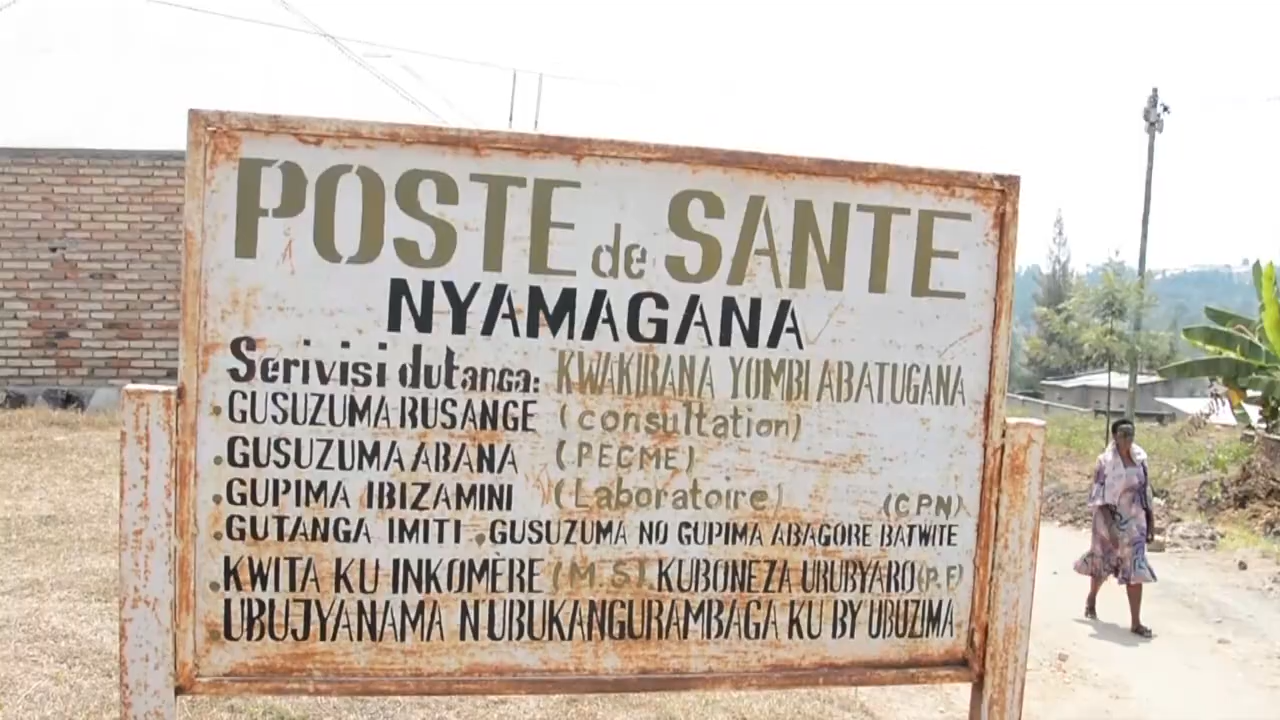 POSTE de SANTE
NYAMAGANA
Serivisi dutanga: KWAKIRANA YOMBI ABATUGANA
.GUSUZUMA RUSANGE (consultation)
.GUSUZUMA ABANA (PECME)
.GUPIMA IBIZAMINI (Laboratoire) (CPN)
.GUTANGA IMITI .GUSUZUMA NO GUPIMA ABAGORE BATWITE
.KWITA KU INKOMÈRE (M.S). KUBONEZA URUBYARO (P.F)
.UBUJYANAMA N'UBUKANGURAMBAGA KU BY'UBUZIMA